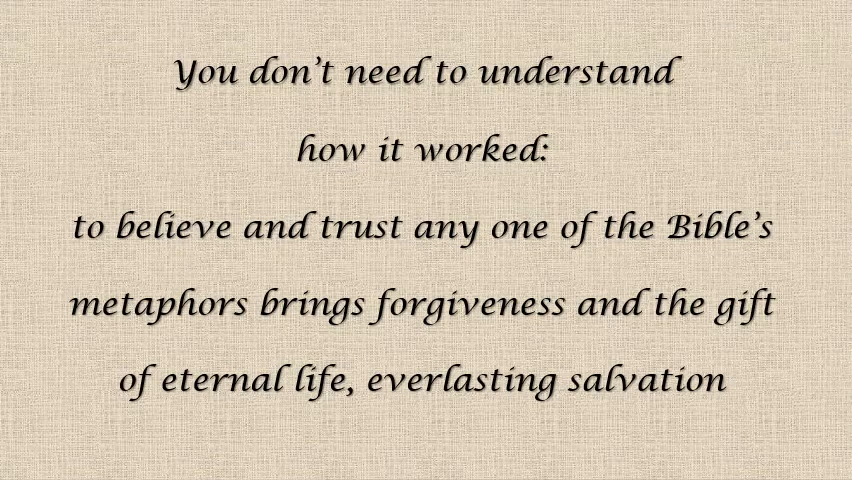 You don't need to understand
how it worked:
to believe and trust any one of the Bible's
metaphors brings forgiveness and the gift
of eternal life, everlasting salvation